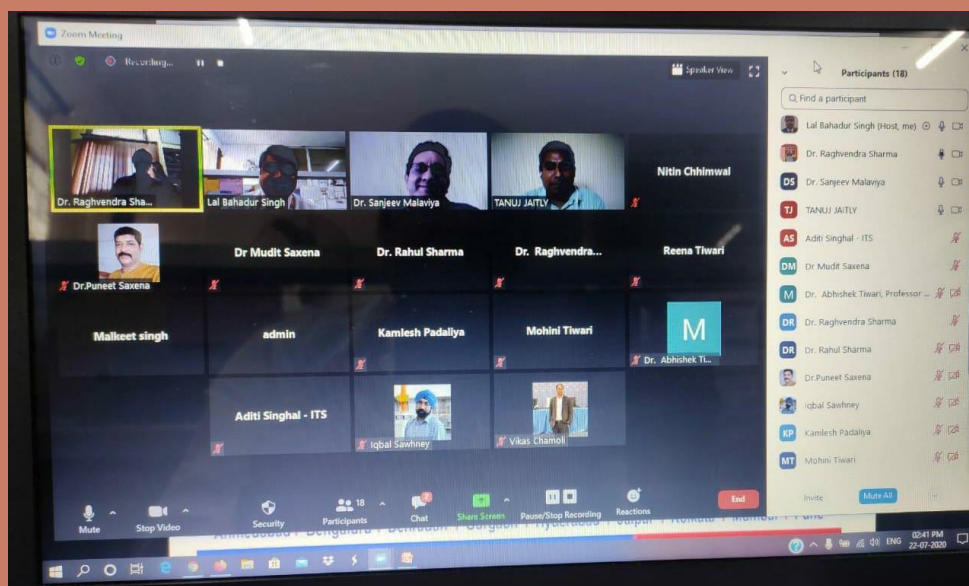 Zoom Meeting
Recording...
Speaker View
Dr. Raghvendra Sha...
Lal Bahadur Singh
Dr. Sanjeev Malaviya
TANUJ JAITLY
Nitin Chhimwal
Dr.Puneet Saxena
Dr Mudit Saxena
Dr. Rahul Sharma
Dr. Raghvendra...
Reena Tiwari
Malkeet singh
admin
Kamlesh Padaliya
Mohini Tiwari
M
Dr. Abhishek Ti...
Aditi Singhal - ITS
Iqbal Sawhney
Vikas Chamoli
Participants (18)
Find a participant
Lal Bahadur Singh (Host, me)
Dr. Raghvendra Sharma
DS Dr. Sanjeev Malaviya
TJ TANUJ JAITLY
AS Aditi Singhal - ITS
DM Dr Mudit Saxena
M Dr. Abhishek Tiwari, Professor ...
DR Dr. Raghvendra Sharma
DR Dr. Rahul Sharma
Dr.Puneet Saxena
Iqbal Sawhney
KP Kamlesh Padaliya
MT Mohini Tiwari
Invite
Mute All
Mute
Stop Video
Security
Participants
18
Chat
Share Screen
Pause/Stop Recording
Reactions
End
ENG
02:41 PM
22-07-2020